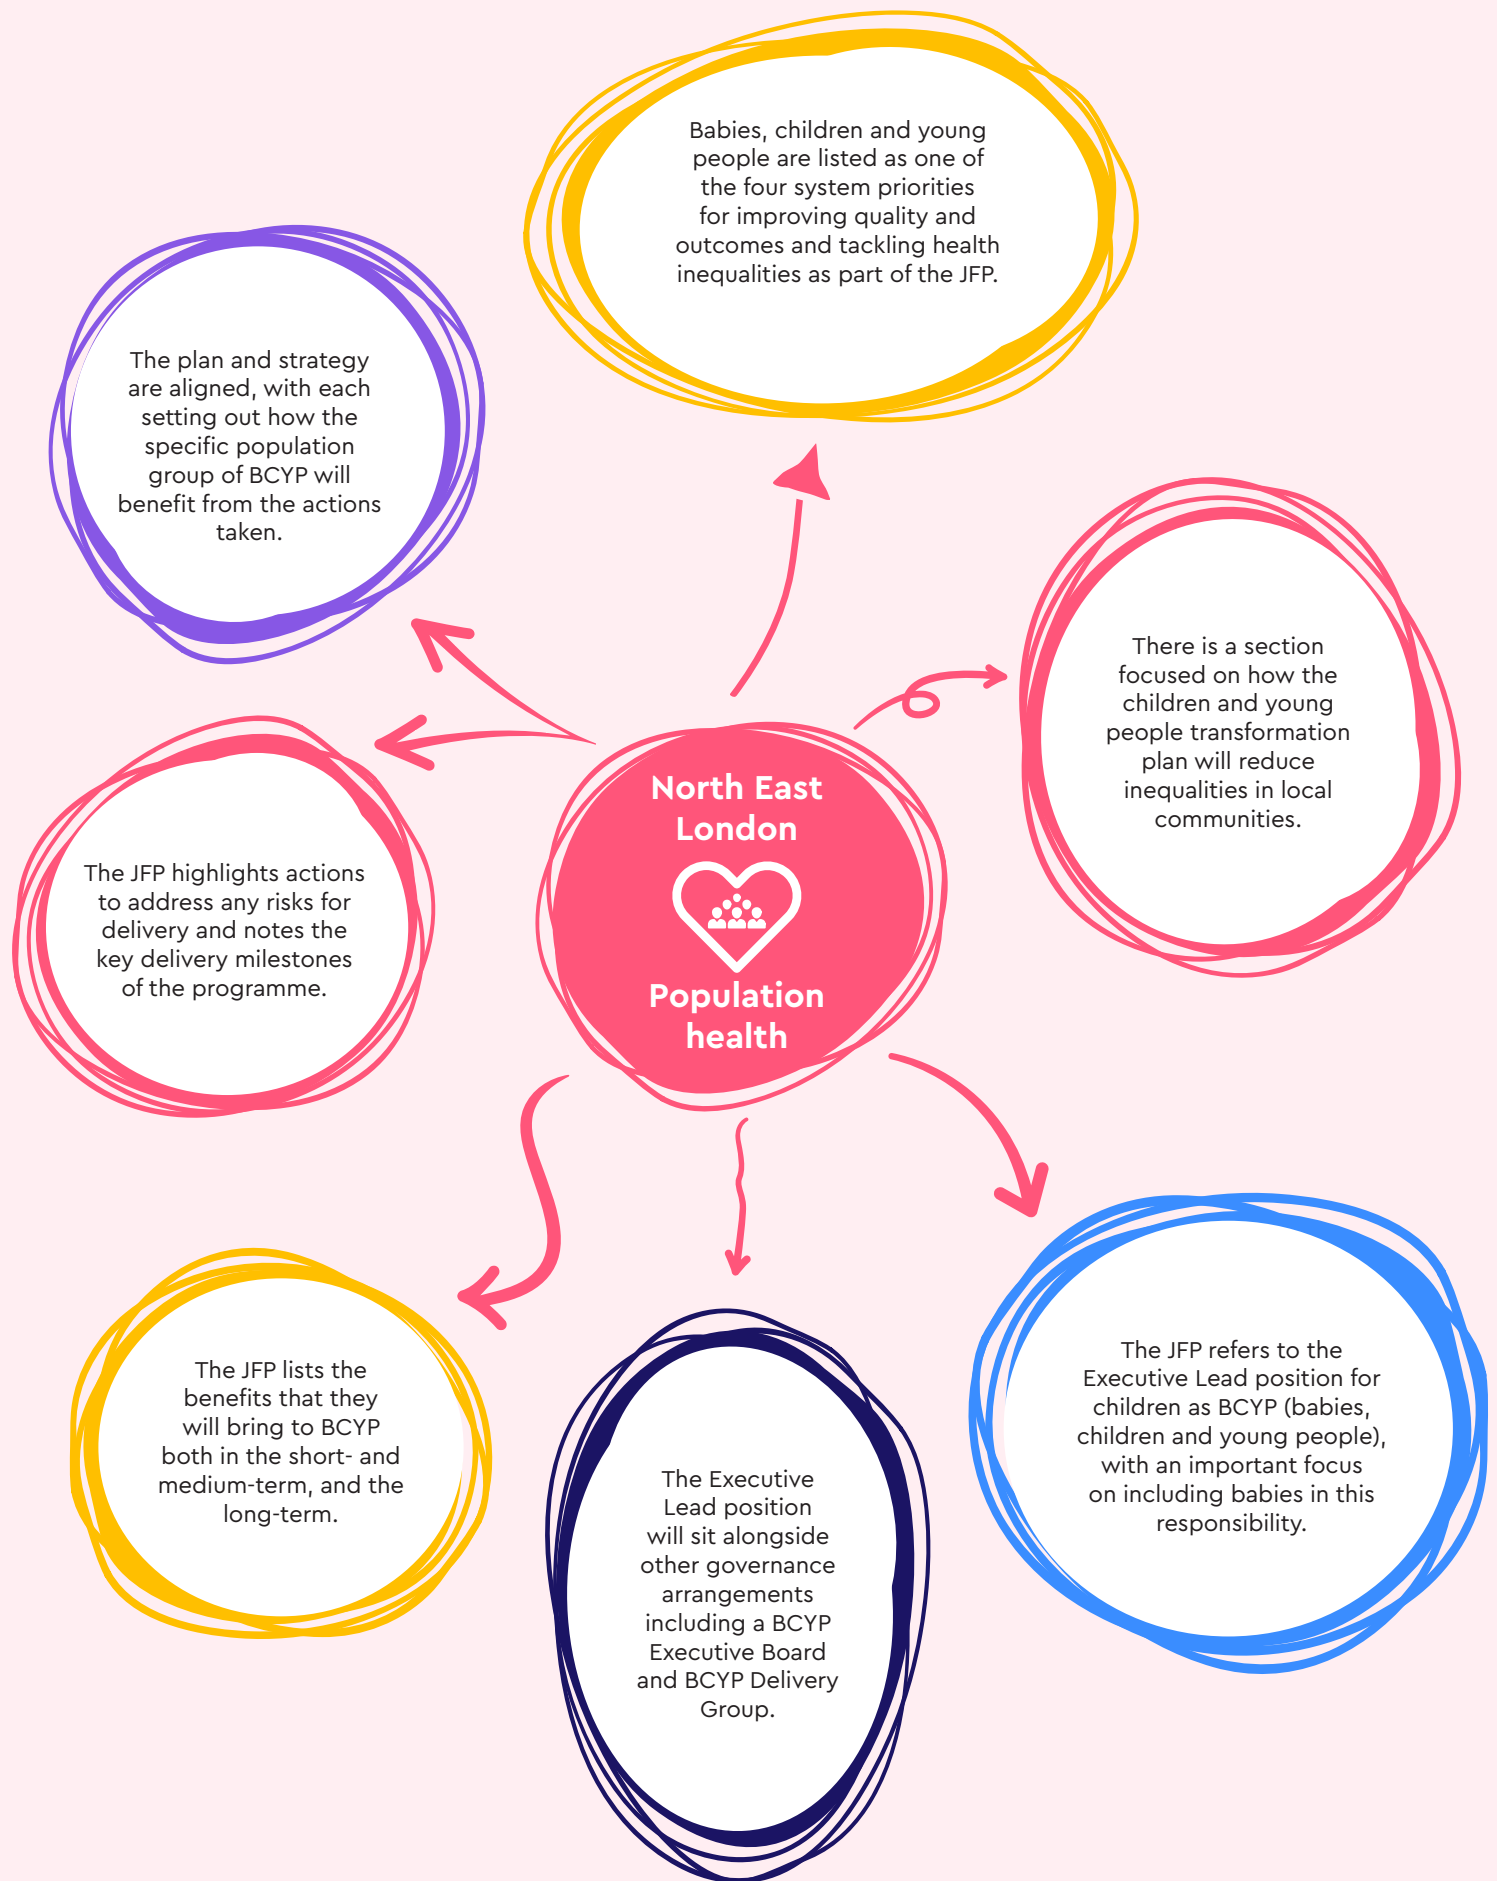 Babies, children and young
people are listed as one of
the four system priorities
for improving quality and
outcomes and tackling health
inequalities as part of the JFP.
The plan and strategy
are aligned, with each
setting out how the
specific population
group of BCYP will
benefit from the actions
taken.
There is a section
focused on how the
children and young
people transformation
plan will reduce
inequalities in local
communities.
North East
London
Population
health
The JFP highlights actions
to address any risks for
delivery and notes the
key delivery milestones
of the programme.
The JFP lists the
benefits that they
will bring to BCYP
both in the short- and
medium-term, and the
long-term.
The Executive
Lead position
will sit alongside
other governance
arrangements
including a BCYP
Executive Board
and BCYP Delivery
Group.
The JFP refers to the
Executive Lead position for
children as BCYP (babies,
children and young people),
with an important focus
on including babies in this
responsibility.